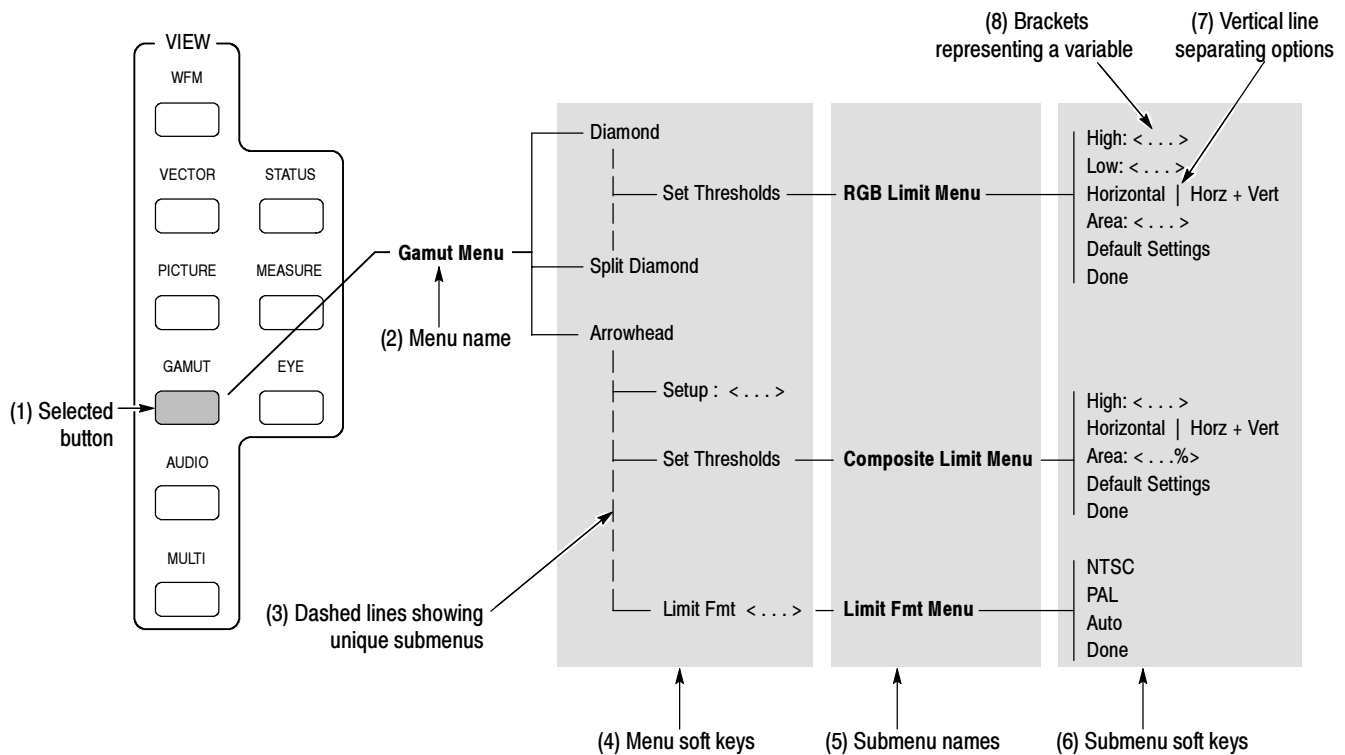 (8) Brackets
representing a variable
(7) Vertical line
separating options
VIEW
WFM
VECTOR
STATUS
PICTURE
MEASURE
GAMUT
EYE
AUDIO
MULTI
(1) Selected
button
Gamut Menu
(2) Menu name
Diamond
Set Thresholds
Split Diamond
Arrowhead
Setup : < . . . >
Set Thresholds
Limit Fmt < . . . >
(3) Dashed lines showing
unique submenus
RGB Limit Menu
Composite Limit Menu
Limit Fmt Menu
High: < . . . >
Low: < . . . >
Horizontal | Horz + Vert
Area: < . . . >
Default Settings
Done
High: < . . . >
Horizontal | Horz + Vert
Area: < . . .%>
Default Settings
Done
NTSC
PAL
Auto
Done
(4) Menu soft keys
(5) Submenu names
(6) Submenu soft keys